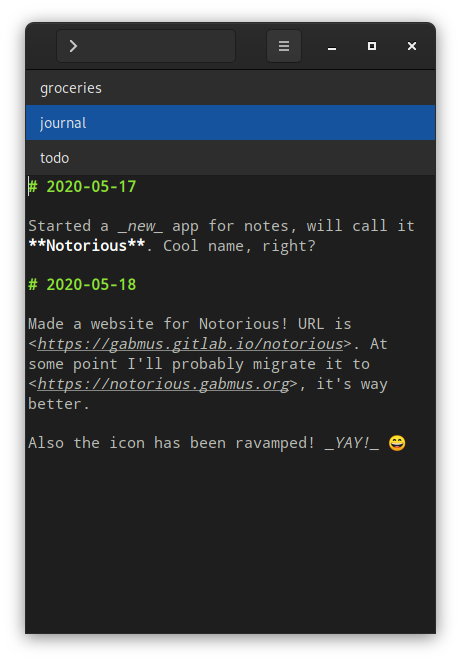 groceries
journal
todo
# 2020-05-17
Started a _new_ app for notes, will call it
**Notorious**. Cool name, right?
# 2020-05-18
Made a website for Notorious! URL is
<https://gabmus.gitlab.io/notorious>. At
some point I'll probably migrate it to
<https://notorious.gabmus.org>, it's way
better.
Also the icon has been ravamped! _YAY!_ 😄